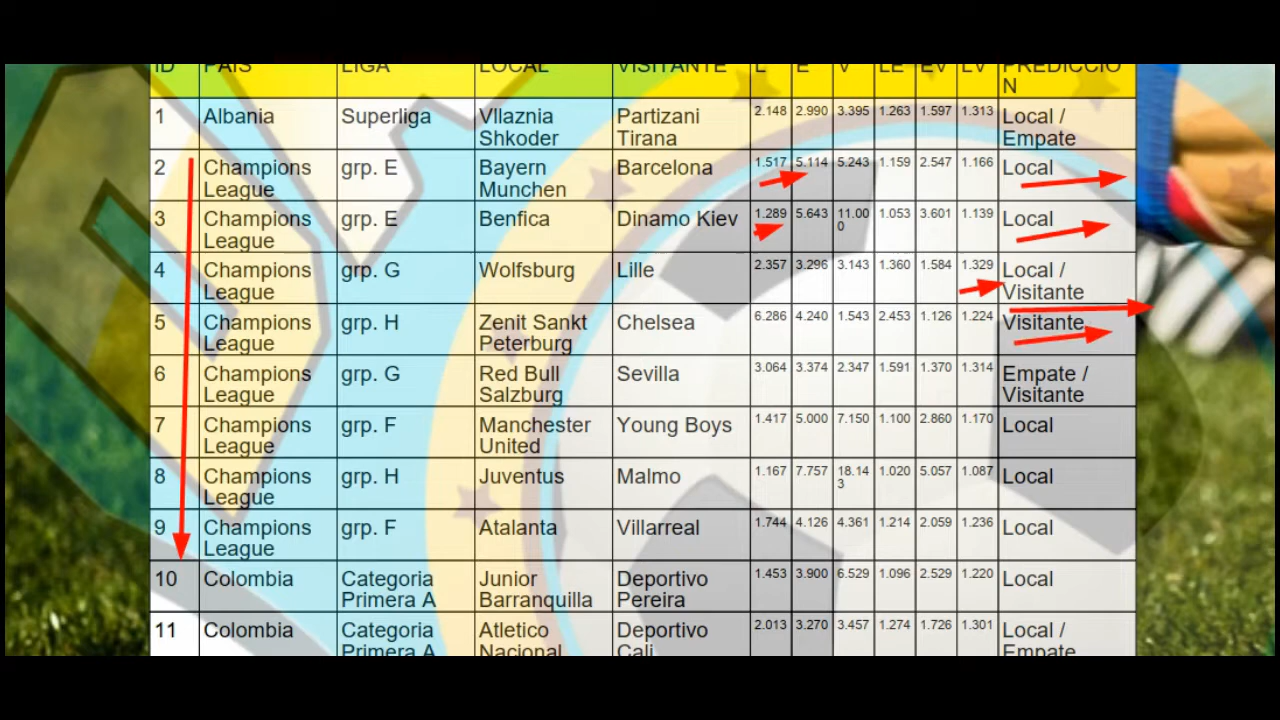 ID PAIS LIGA LOCAL VISITANTE L E V LE EV LV PREDICCIO
N
1 Albania Superliga Vllaznia Partizani 2.148 2.990 3.395 1.263 1.597 1.313 Local /
Shkoder Tirana Empate
2 Champions grp. E Bayern Barcelona 1.517 5.114 5.243 1.159 2.547 1.166 Local
League Munchen
3 Champions grp. E Benfica Dinamo Kiev 1.289 5.643 11.00 1.053 3.601 1.139 Local
League 0
4 Champions grp. G Wolfsburg Lille 2.357 3.296 3.143 1.360 1.584 1.329 Local /
League Visitante
5 Champions grp. H Zenit Sankt Chelsea 6.286 4.240 1.543 2.453 1.126 1.224 Visitante
League Peterburg
6 Champions grp. G Red Bull Sevilla 3.064 3.374 2.347 1.591 1.370 1.314 Empate /
League Salzburg Visitante
7 Champions grp. F Manchester Young Boys 1.417 5.000 7.150 1.100 2.860 1.170 Local
League United
8 Champions grp. H Juventus Malmo 1.167 7.757 18.14 1.020 5.057 1.087 Local
League 3
9 Champions grp. F Atalanta Villarreal 1.744 4.126 4.361 1.214 2.059 1.236 Local
League
10 Colombia Categoria Junior Deportivo 1.453 3.900 6.529 1.096 2.529 1.220 Local
Primera A Barranquilla Pereira
11 Colombia Categoria Atletico Deportivo 2.013 3.270 3.457 1.274 1.726 1.301 Local /
Primera A Nacional Cali Empate